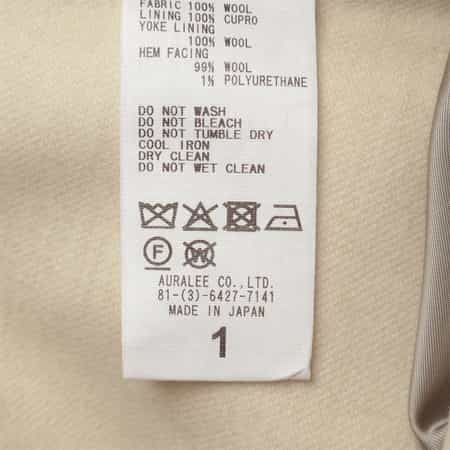 FABRIC 100% WOOL
LINING 100% CUPRO
YOKE LINING
100% WOOL
HEM FACING
99% WOOL
1% POLYURETHANE
DO NOT WASH
DO NOT BLEACH
DO NOT TUMBLE DRY
COOL IRON
DRY CLEAN
DO NOT WET CLEAN
F W
AURALEE CO.,LTD.
81-(3)-6427-7141
MADE IN JAPAN
1